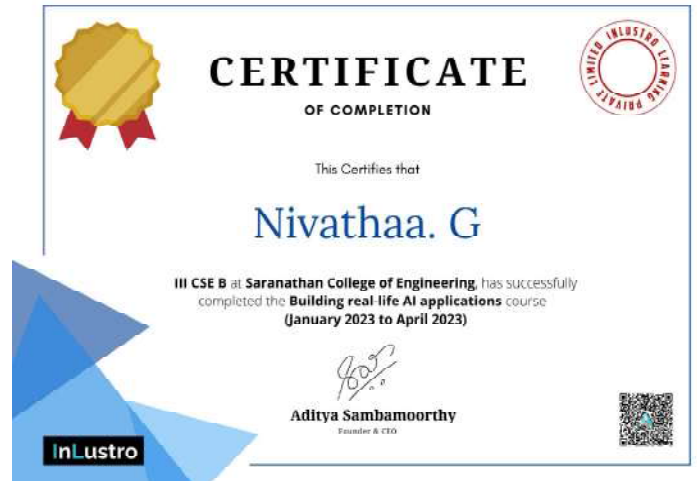 CERTIFICATE
OF COMPLETION
INLUSTRO LEARNING PRIVATE LIMITED
This Certifies that
Nivathaa. G
III CSE B at Saranathan College of Engineering, has successfully
completed the Building real-life AI applications course
(January 2023 to April 2023)
Aditya Sambamoorthy
Founder & CEO
InLustro